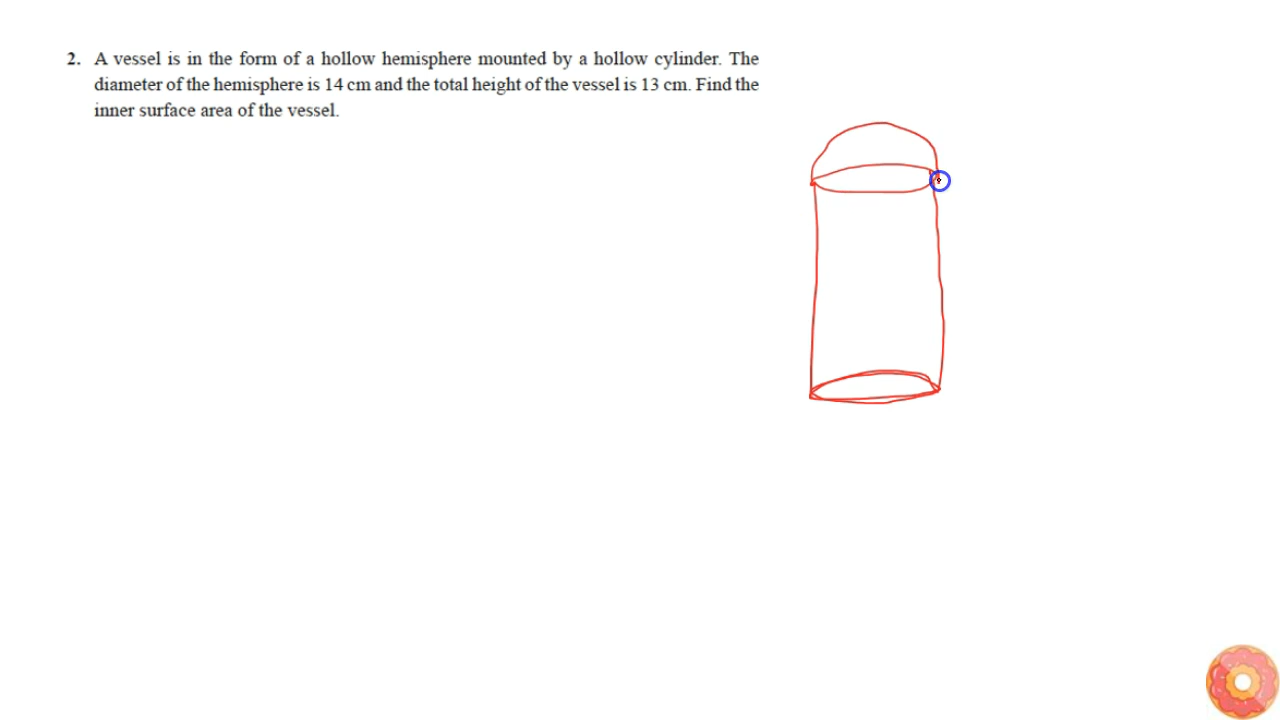 2. A vessel is in the form of a hollow hemisphere mounted by a hollow cylinder. The
diameter of the hemisphere is 14 cm and the total height of the vessel is 13 cm. Find the
inner surface area of the vessel.